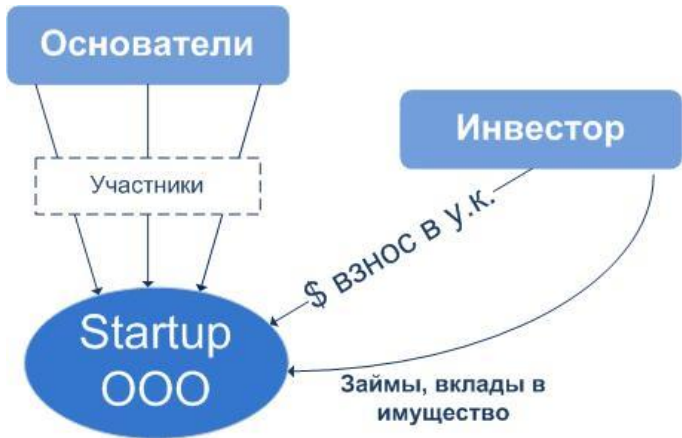 Основатели
Инвестор
Участники
$ взнос в у.к.
Startup
ООО
Займы, вклады в
имущество